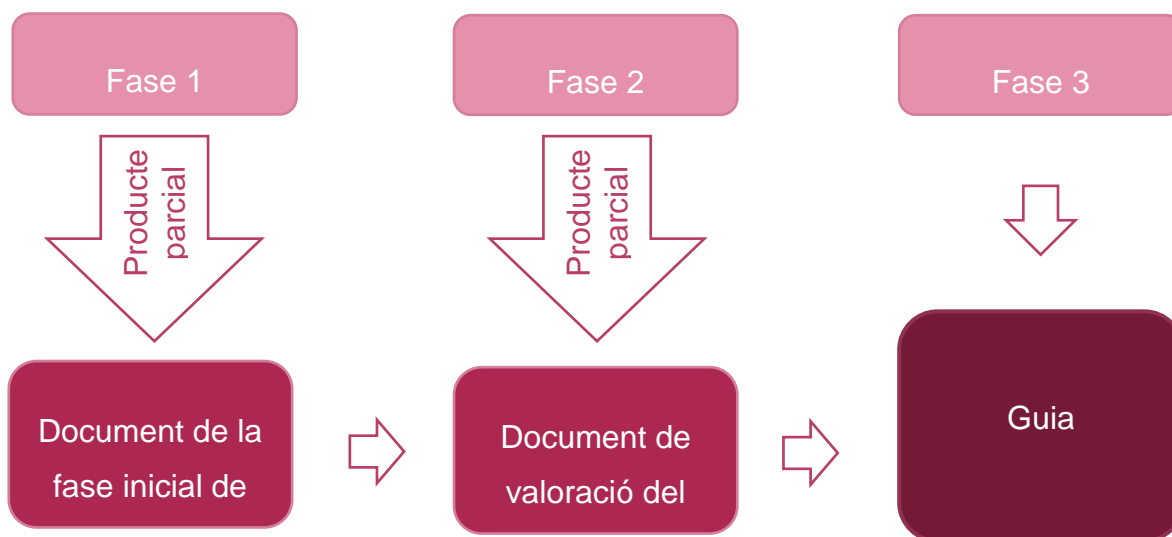 Fase 1
Fase 2
Fase 3
Producte
parcial
Producte
parcial
Document de la
fase inicial de
Document de
valoració del
Guia